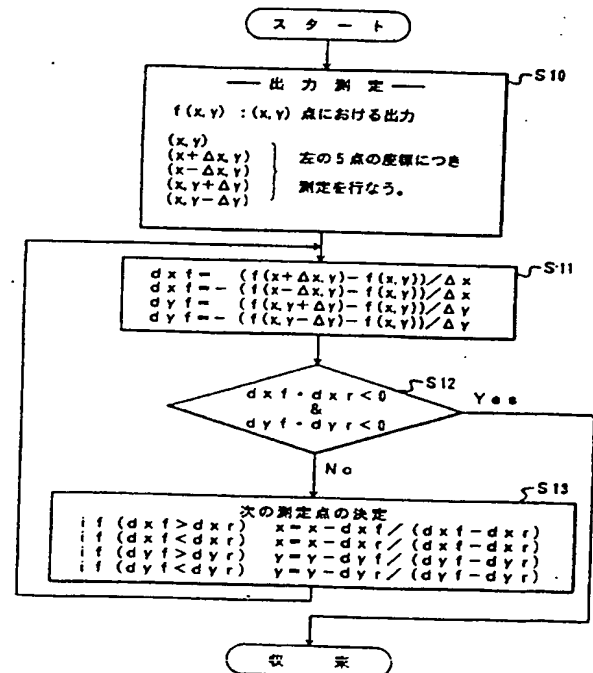 スタート
S10
出力測定
f(x,y) : (x,y) 点における出力
(x,y)
(x+Δx,y)
(x-Δx,y)
(x,y+Δy)
(x,y-Δy)
左の5点の座標につき
測定を行なう。
S11
dxf= (f(x+Δx,y)-f(x,y))/Δx
dxf=-(f(x-Δx,y)-f(x,y))/Δx
dyf= (f(x,y+Δy)-f(x,y))/Δy
dyf=-(f(x,y-Δy)-f(x,y))/Δy
S12
dxf・dxr<0
&
dyf・dyr<0
Yes
No
S13
次の測定点の決定
if (dxf>dxr) x=x-dxf/(dxf-dxr)
if (dxf<dxr) x=x-dxr/(dxf-dxr)
if (dyf>dyr) y=y-dyf/(dyf-dyr)
if (dyf<dyr) y=y-dyr/(dyf-dyr)
収束